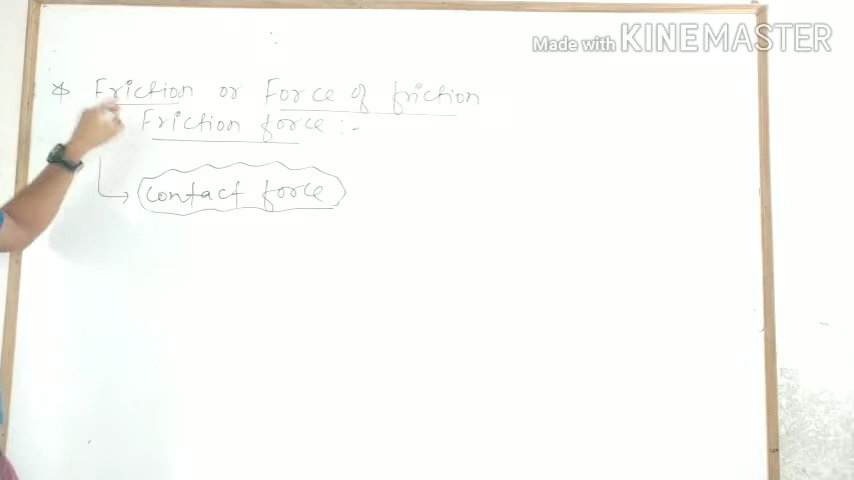 Made with KINEMASTER
* Friction or Force of friction
Friction force :-
contact force